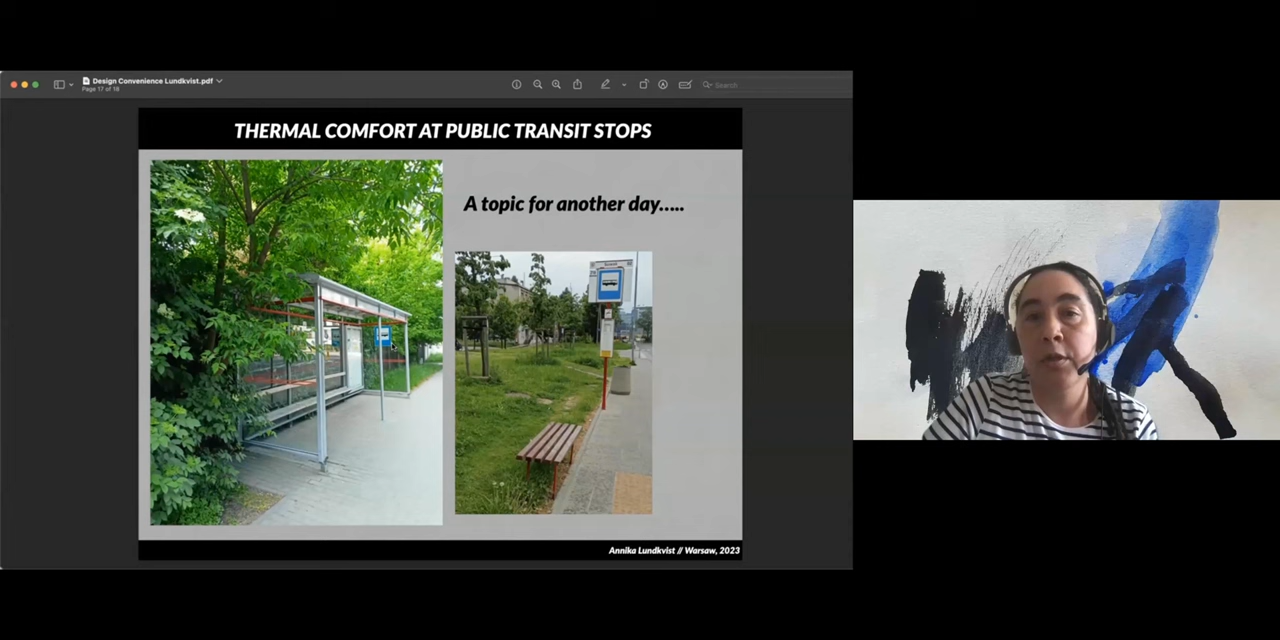 Design Convenience Lundkvist.pdf
Page 17 of 18
Search
THERMAL COMFORT AT PUBLIC TRANSIT STOPS
A topic for another day.....
Annika Lundkvist // Warsaw, 2023